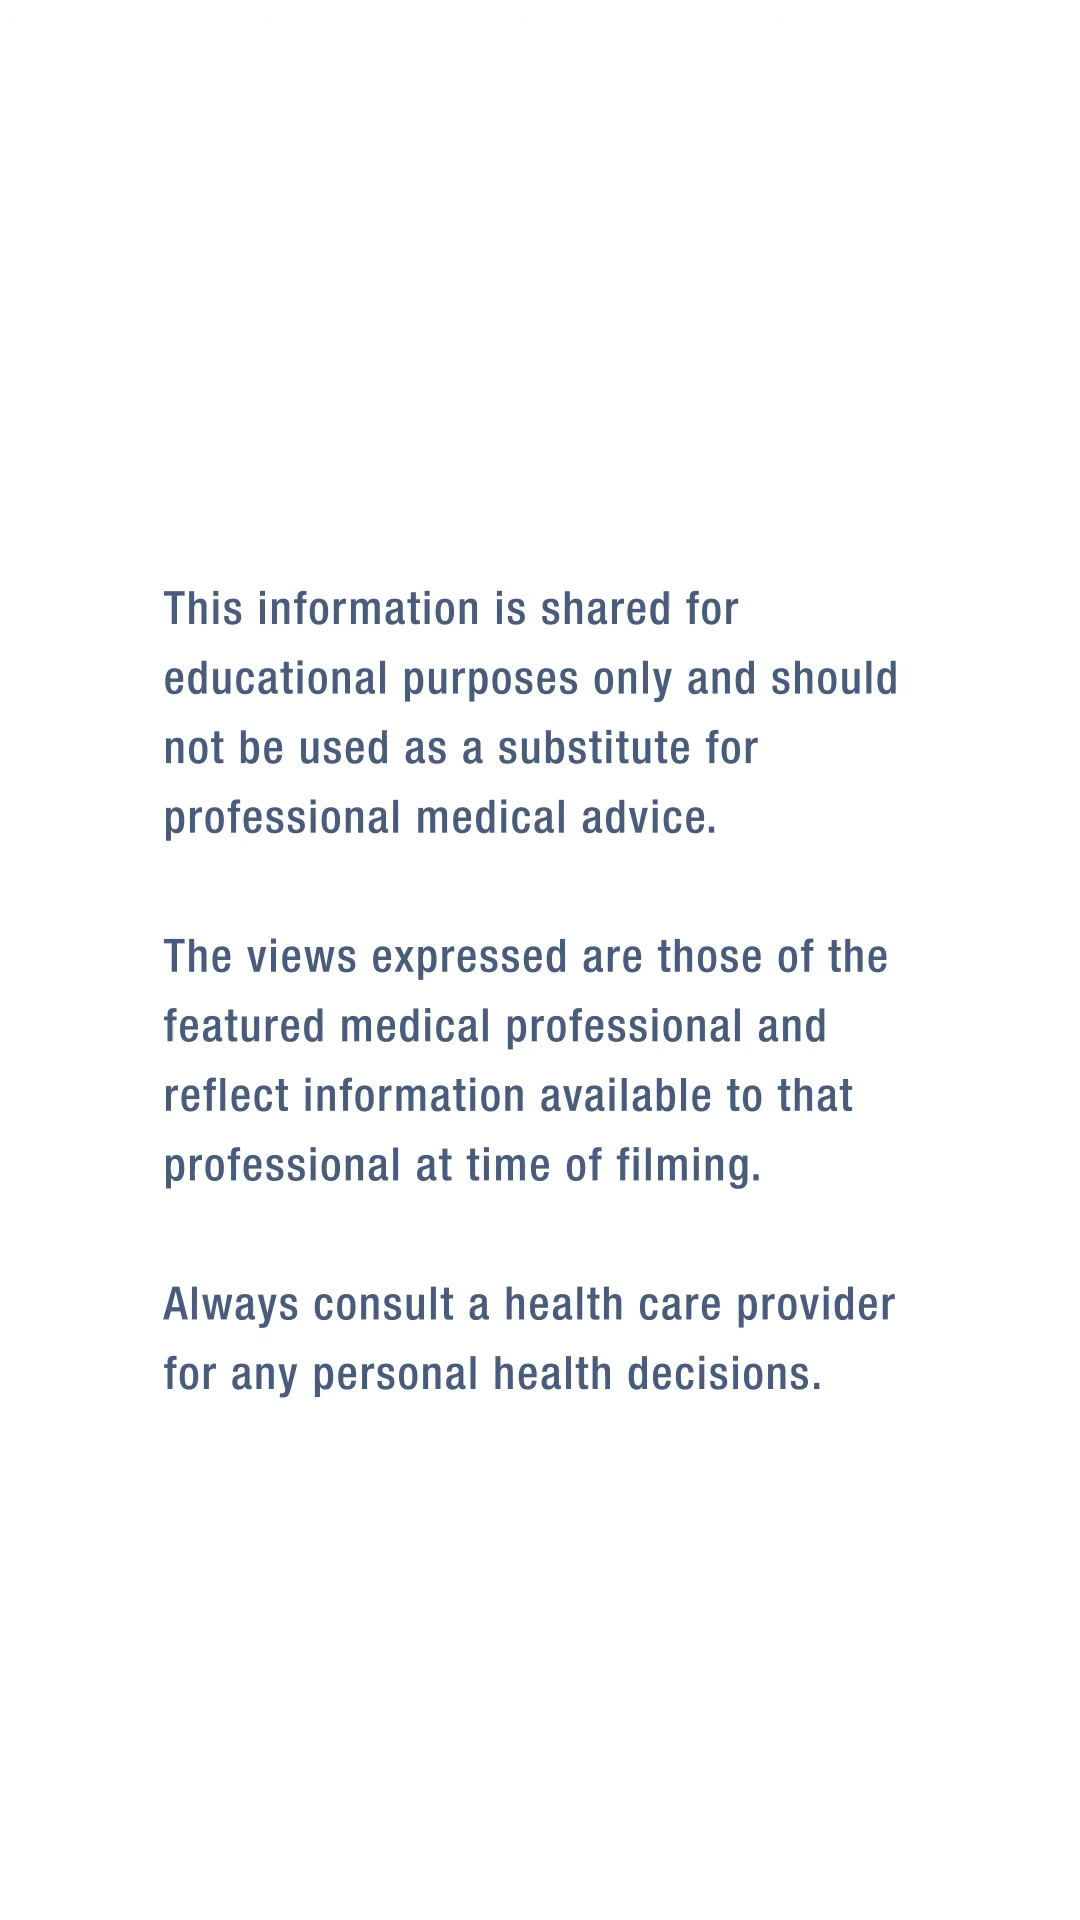 This information is shared for
educational purposes only and should
not be used as a substitute for
professional medical advice.
The views expressed are those of the
featured medical professional and
reflect information available to that
professional at time of filming.
Always consult a health care provider
for any personal health decisions.